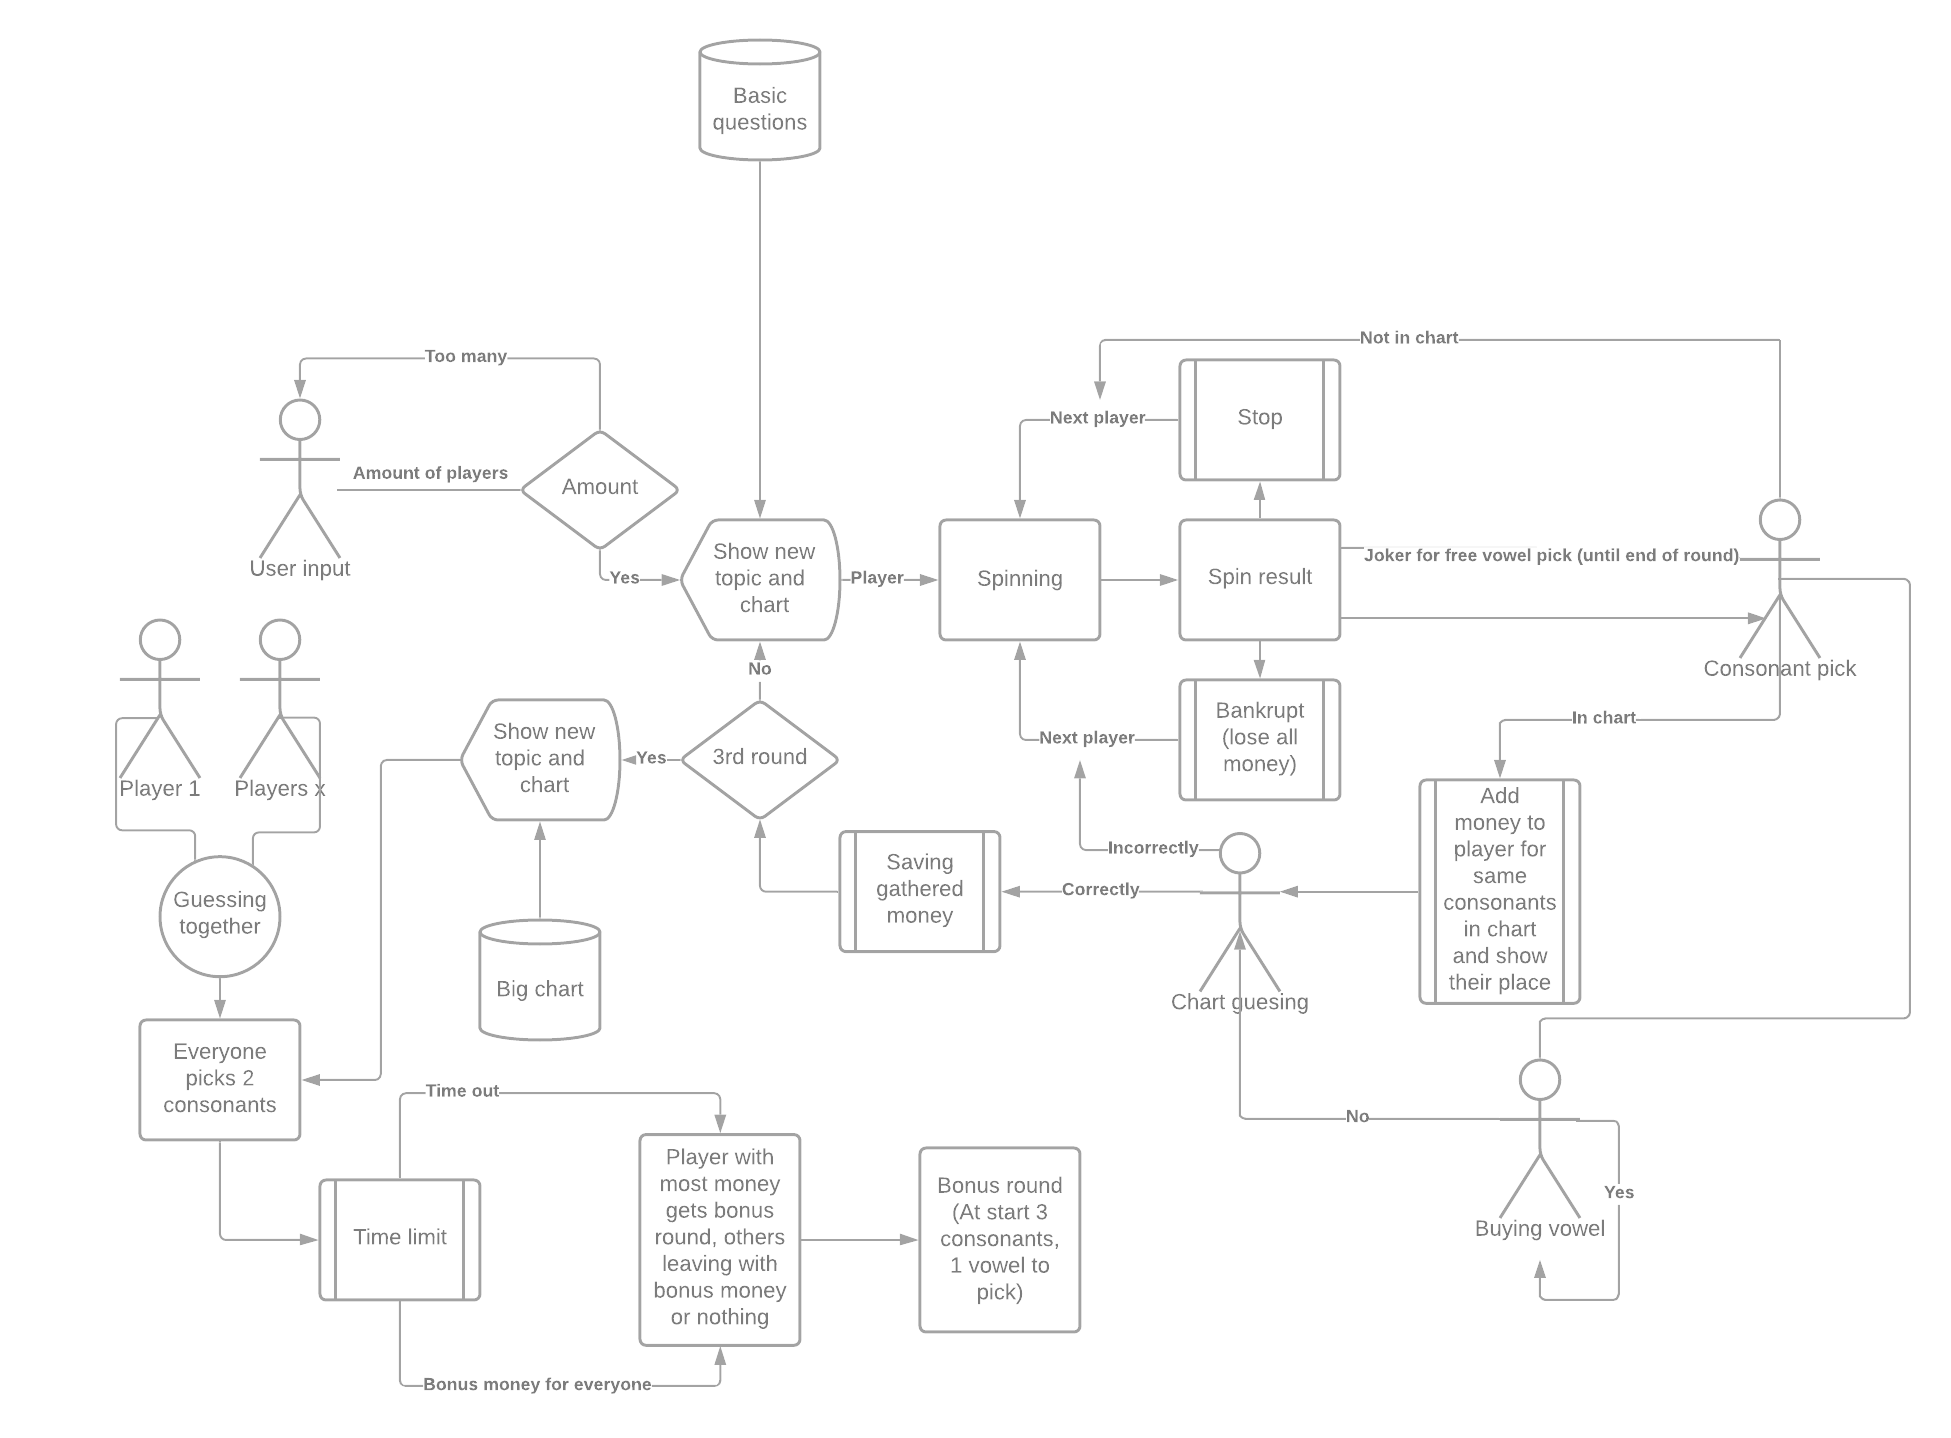 Basic
questions
Not in chart
Too many
Next player
Stop
Amount of players
Amount
User input
Show new
topic and
chart
Yes
Player
Spinning
Spin result
Joker for free vowel pick (until end of round)
Consonant pick
No
Player 1
Players x
Show new
topic and
chart
Yes
3rd round
Next player
Bankrupt
(lose all
money)
In chart
Add
money to
player for
same
consonants
in chart
and show
their place
Incorrectly
Correctly
Saving
gathered
money
Guessing
together
Big chart
Chart guesing
Everyone
picks 2
consonants
Time out
No
Yes
Buying vowel
Time limit
Player with
most money
gets bonus
round, others
leaving with
bonus money
or nothing
Bonus round
(At start 3
consonants,
1 vowel to
pick)
Bonus money for everyone